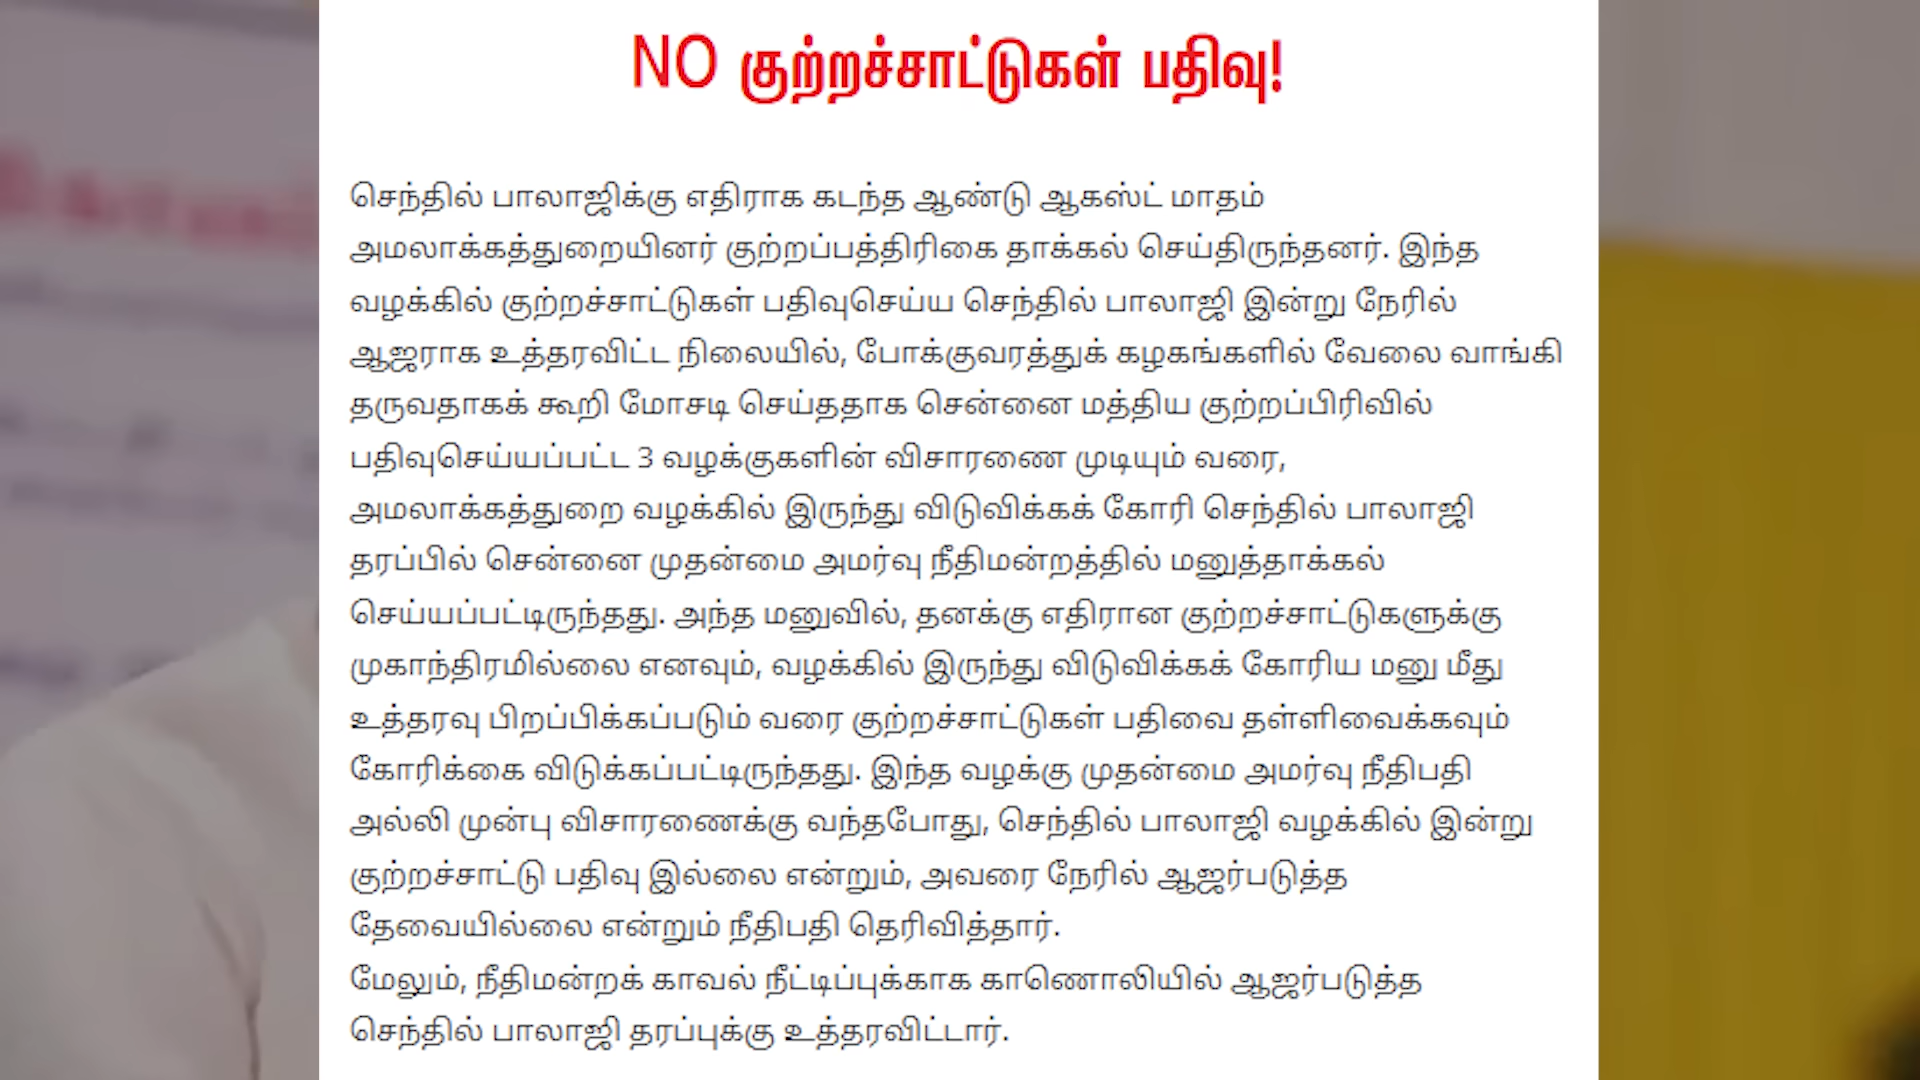 NO குற்றச்சாட்டுகள் பதிவு!
செந்தில் பாலாஜிக்கு எதிராக கடந்த ஆண்டு ஆகஸ்ட் மாதம்
அமலாக்கத்துறையினர் குற்றப்பத்திரிகை தாக்கல் செய்திருந்தனர். இந்த
வழக்கில் குற்றச்சாட்டுகள் பதிவுசெய்ய செந்தில் பாலாஜி இன்று நேரில்
ஆஜராக உத்தரவிட்ட நிலையில், போக்குவரத்துக் கழகங்களில் வேலை வாங்கி
தருவதாகக் கூறி மோசடி செய்ததாக சென்னை மத்திய குற்றப்பிரிவில்
பதிவுசெய்யப்பட்ட 3 வழக்குகளின் விசாரணை முடியும் வரை,
அமலாக்கத்துறை வழக்கில் இருந்து விடுவிக்கக் கோரி செந்தில் பாலாஜி
தரப்பில் சென்னை முதன்மை அமர்வு நீதிமன்றத்தில் மனுத்தாக்கல்
செய்யப்பட்டிருந்தது. அந்த மனுவில், தனக்கு எதிரான குற்றச்சாட்டுகளுக்கு
முகாந்திரமில்லை எனவும், வழக்கில் இருந்து விடுவிக்கக் கோரிய மனு மீது
உத்தரவு பிறப்பிக்கப்படும் வரை குற்றச்சாட்டுகள் பதிவை தள்ளிவைக்கவும்
கோரிக்கை விடுக்கப்பட்டிருந்தது. இந்த வழக்கு முதன்மை அமர்வு நீதிபதி
அல்லி முன்பு விசாரணைக்கு வந்தபோது, செந்தில் பாலாஜி வழக்கில் இன்று
குற்றச்சாட்டு பதிவு இல்லை என்றும், அவரை நேரில் ஆஜர்படுத்த
தேவையில்லை என்றும் நீதிபதி தெரிவித்தார்.
மேலும், நீதிமன்றக் காவல் நீட்டிப்புக்காக காணொலியில் ஆஜர்படுத்த
செந்தில் பாலாஜி தரப்புக்கு உத்தரவிட்டார்.